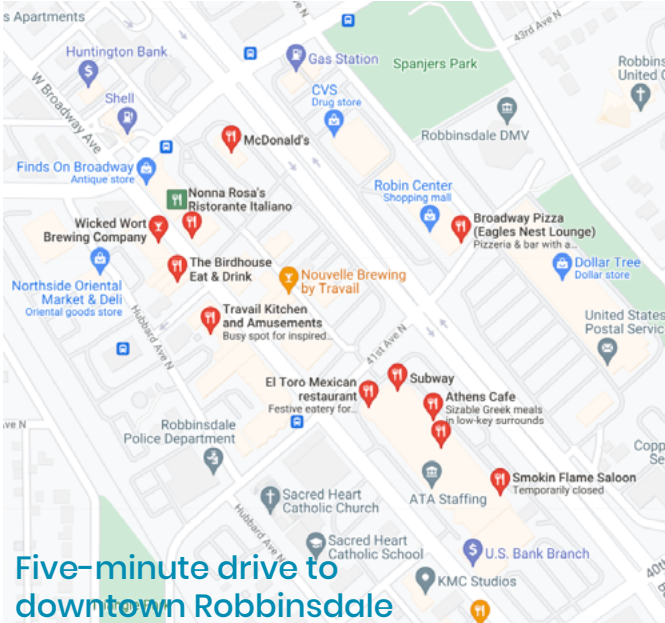 s Apartments
43rd Ave N
Huntington Bank
Gas Station
Spanjers Park
Robbins
United C
W Broadway Ave
Shell
CVS
Drug store
Robbinsdale DMV
McDonald's
Finds On Broadway
Antique store
Nonna Rosa's
Ristorante Italiano
Robin Center
Shopping mall
Wicked Wort
Brewing Company
Broadway Pizza
(Eagles Nest Lounge)
Pizzeria & bar with a...
The Birdhouse
Eat & Drink
Nouvelle Brewing
by Travail
Dollar Tree
Dollar store
Northside Oriental
Market & Deli
Oriental goods store
Hubbard Ave N
Travail Kitchen
and Amusements
Busy spot for inspired...
United States
Postal Servic
41st Ave N
El Toro Mexican
restaurant
Festive eatery for...
Subway
Athens Cafe
Sizable Greek meals
in low-key surrounds
ve N
Robbinsdale
Police Department
Copp
Se
Smokin Flame Saloon
Temporarily closed
ATA Staffing
Sacred Heart
Catholic Church
Hubbard Ave N
Sacred Heart
Catholic School
U.S. Bank Branch
40th
KMC Studios
Five-minute drive to
downtown Robbinsdale